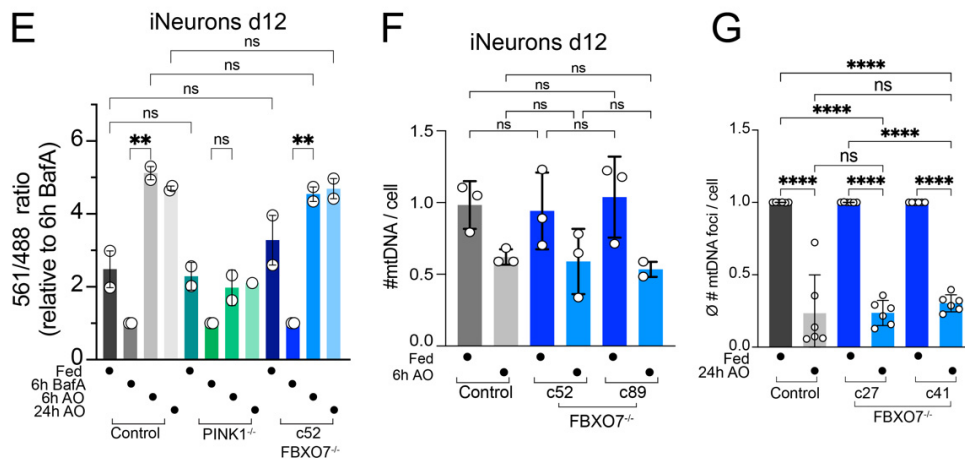 E
iNeurons d12
ns
ns
ns
ns
**
ns
**
561/488 ratio
(relative to 6h BafA)
6
4
2
0
Fed
6h BafA
6h AO
24h AO
Control
PINK1-/-
c52
FBXO7-/-
F
iNeurons d12
ns
ns
ns
ns
ns
ns
#mtDNA / cell
1.5
1.0
0.5
0.0
Fed
6h AO
Control
c52
c89
FBXO7-/-
G
****
ns
****
****
ns
****
****
****
Ø # mtDNA foci / cell
1.5
1.0
0.5
0.0
Fed
24h AO
Control
c27
c41
FBXO7-/-